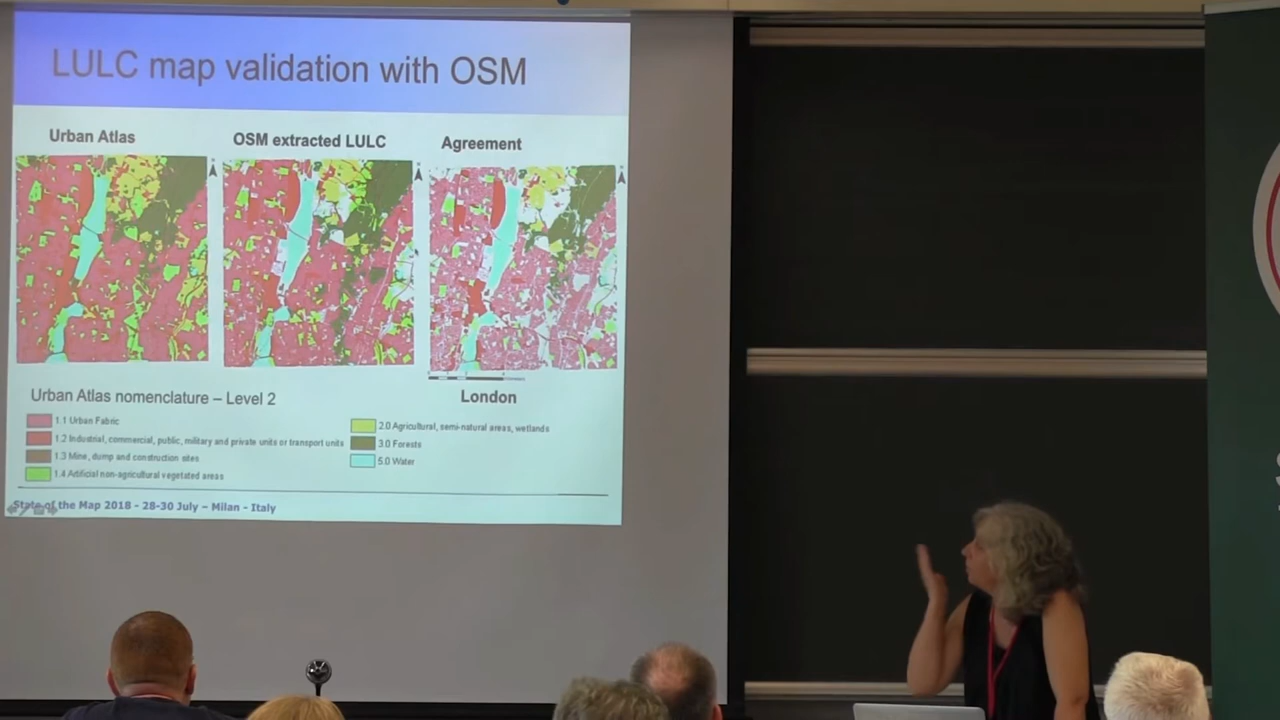 LULC map validation with OSM
Urban Atlas
OSM extracted LULC
Agreement
Urban Atlas nomenclature – Level 2
London
1.1 Urban Fabric
1.2 Industrial, commercial, public, military and private units or transport units
1.3 Mine, dump and construction sites
1.4 Artificial non-agricultural vegetated areas
2.0 Agricultural, semi-natural areas, wetlands
3.0 Forests
5.0 Water
State of the Map 2018 - 28-30 July – Milan - Italy